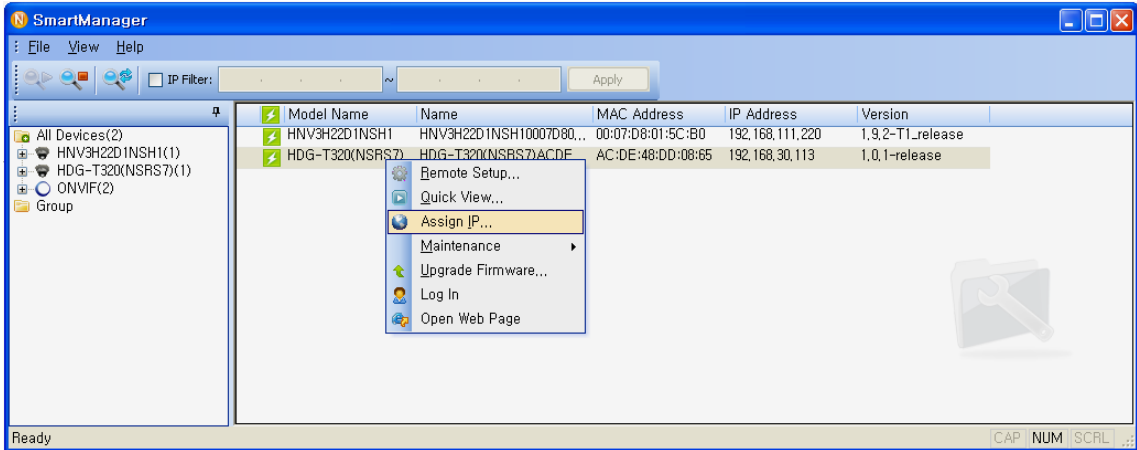 SmartManager
File View Help
IP Filter: . . . ~ . . . Apply
Model Name Name MAC Address IP Address Version
All Devices(2)
HNV3H22D1NSH1(1)
HDG-T320(NSRS7)(1)
ONVIF(2)
Group
HNV3H22D1NSH1 HNV3H22D1NSH10007D80... 00:07:D8:01:5C:B0 192.168.111.220 1.9.2-T1_release
HDG-T320(NSRS7) HDG-T320(NSRS7)ACDE AC:DE:48:DD:08:65 192.168.30.113 1.0.1-release
Remote Setup...
Quick View...
Assign IP...
Maintenance
Upgrade Firmware...
Log In
Open Web Page
Ready CAP NUM SCRL